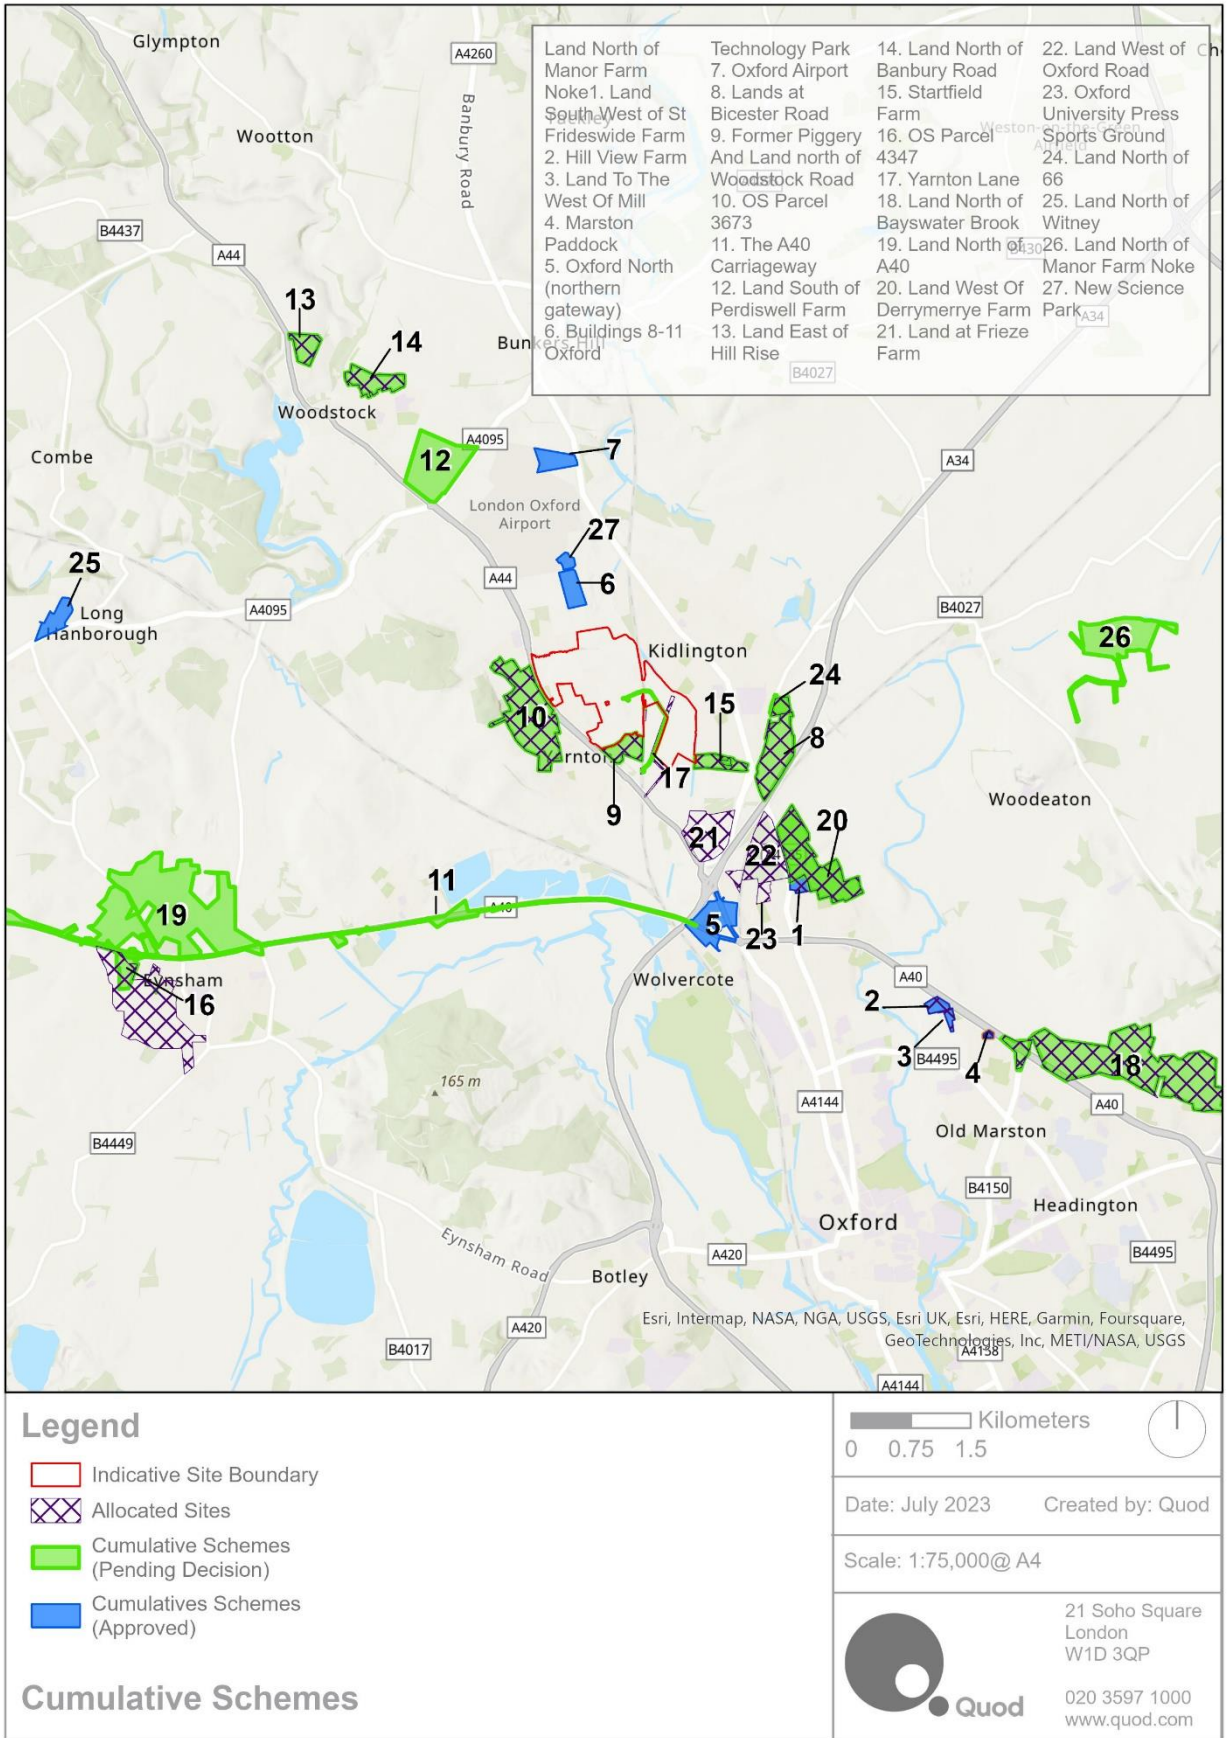 Glympton
A4260
Banbury Road
Wootton
B4437
A44
Land North of
Manor Farm
Noke1. Land
South West of St
Frideswide Farm
2. Hill View Farm
3. Land To The
West Of Mill
4. Marston
Paddock
5. Oxford North
(northern
gateway)
6. Buildings 8-11
Oxford
Technology Park
7. Oxford Airport
8. Lands at
Bicester Road
9. Former Piggery
And Land north of
Woodstock Road
10. OS Parcel
3673
11. The A40
Carriageway
12. Land South of
Perdiswell Farm
13. Land East of
Hill Rise
14. Land North of
Banbury Road
15. Startfield
Farm
16. OS Parcel
4347
17. Yarnton Lane
18. Land North of
Bayswater Brook
19. Land North of
A40
20. Land West Of
Derrymerrye Farm
21. Land at Frieze
Farm
22. Land West of
Oxford Road
23. Oxford
University Press
Sports Ground
24. Land North of
66
25. Land North of
Witney
26. Land North of
Manor Farm Noke
27. New Science
Park
Weston-on-the-Green
A34
B4027
Bunkers Hill
13
14
Woodstock
A4095
12
7
Combe
A34
London Oxford
Airport
27
25
A44
6
Long
Hanborough
A4095
B4027
26
Kidlington
24
10
15
8
Yarnton
17
9
Woodeaton
21
22
20
11
A40
19
5
23
1
Eynsham
Wolvercote
A40
16
2
3
B4495
4
18
165 m
A4144
A40
B4449
Old Marston
B4150
Headington
Oxford
Eynsham Road
A420
B4495
Botley
A420
B4017
Esri, Intermap, NASA, NGA, USGS, Esri UK, Esri, HERE, Garmin, Foursquare,
GeoTechnologies, Inc, METI/NASA, USGS
A4158
A4144
Legend
Indicative Site Boundary
Allocated Sites
Cumulative Schemes
(Pending Decision)
Cumulatives Schemes
(Approved)
Cumulative Schemes
Kilometers
0 0.75 1.5
Date: July 2023 Created by: Quod
Scale: 1:75,000@ A4
Quod
21 Soho Square
London
W1D 3QP
020 3597 1000
www.quod.com